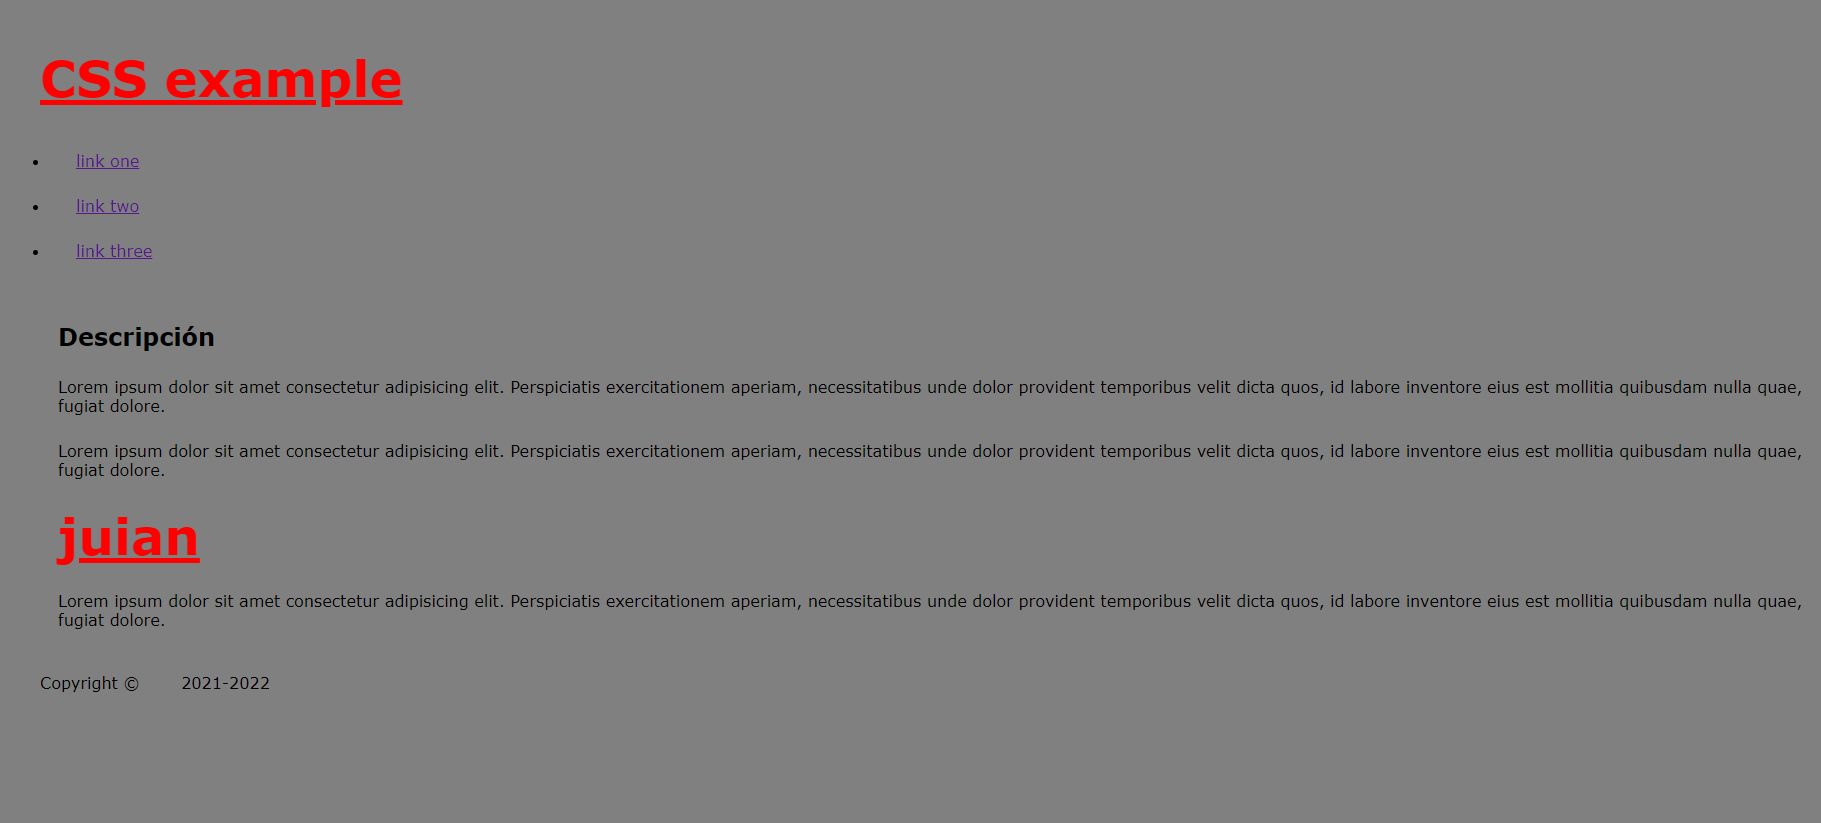 CSS example
link one
link two
link three
Descripción
Lorem ipsum dolor sit amet consectetur adipisicing elit. Perspiciatis exercitationem aperiam, necessitatibus unde dolor provident temporibus velit dicta quos, id labore inventore eius est mollitia quibusdam nulla quae,
fugiat dolore.
Lorem ipsum dolor sit amet consectetur adipisicing elit. Perspiciatis exercitationem aperiam, necessitatibus unde dolor provident temporibus velit dicta quos, id labore inventore eius est mollitia quibusdam nulla quae,
fugiat dolore.
juian
Lorem ipsum dolor sit amet consectetur adipisicing elit. Perspiciatis exercitationem aperiam, necessitatibus unde dolor provident temporibus velit dicta quos, id labore inventore eius est mollitia quibusdam nulla quae,
fugiat dolore.
Copyright © 2021-2022